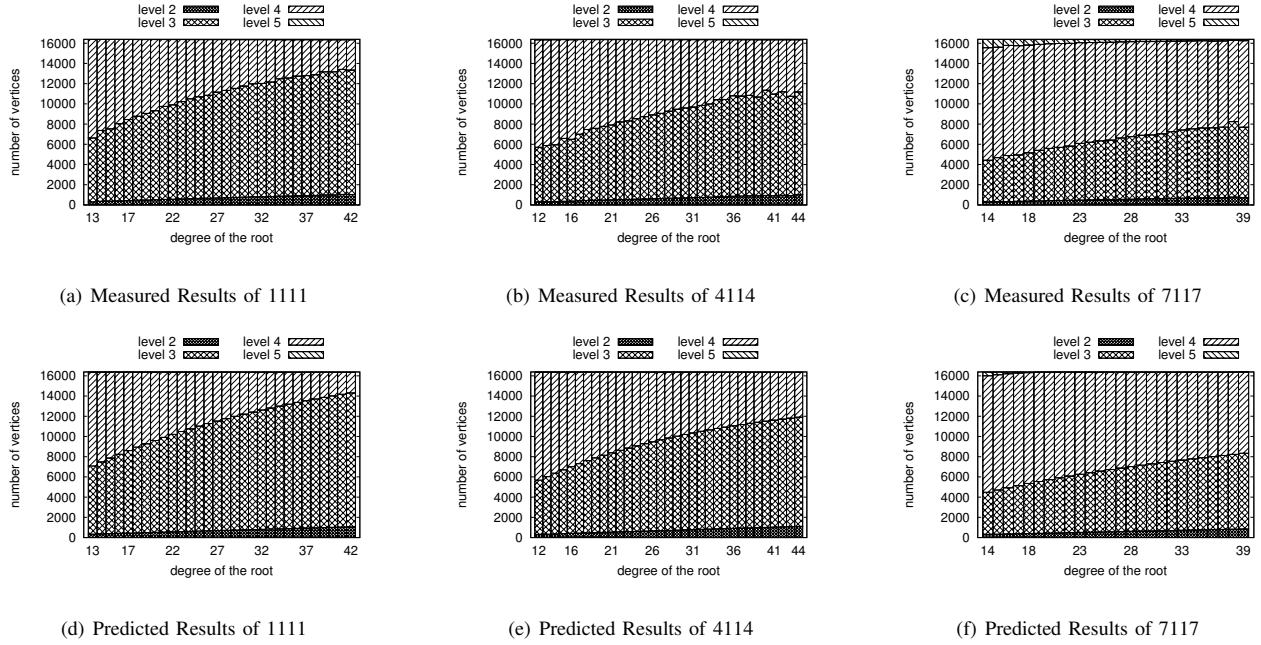 level 2 level 4
level 3 level 5
number of vertices
16000
14000
12000
10000
8000
6000
4000
2000
0
13 17 22 27 32 37 42
degree of the root
(a) Measured Results of 1111
level 2 level 4
level 3 level 5
number of vertices
16000
14000
12000
10000
8000
6000
4000
2000
0
12 16 21 26 31 36 41 44
degree of the root
(b) Measured Results of 4114
level 2 level 4
level 3 level 5
number of vertices
16000
14000
12000
10000
8000
6000
4000
2000
0
14 18 23 28 33 39
degree of the root
(c) Measured Results of 7117
level 2 level 4
level 3 level 5
number of vertices
16000
14000
12000
10000
8000
6000
4000
2000
0
13 17 22 27 32 37 42
degree of the root
(d) Predicted Results of 1111
level 2 level 4
level 3 level 5
number of vertices
16000
14000
12000
10000
8000
6000
4000
2000
0
12 16 21 26 31 36 41 44
degree of the root
(e) Predicted Results of 4114
level 2 level 4
level 3 level 5
number of vertices
16000
14000
12000
10000
8000
6000
4000
2000
0
14 18 23 28 33 39
degree of the root
(f) Predicted Results of 7117